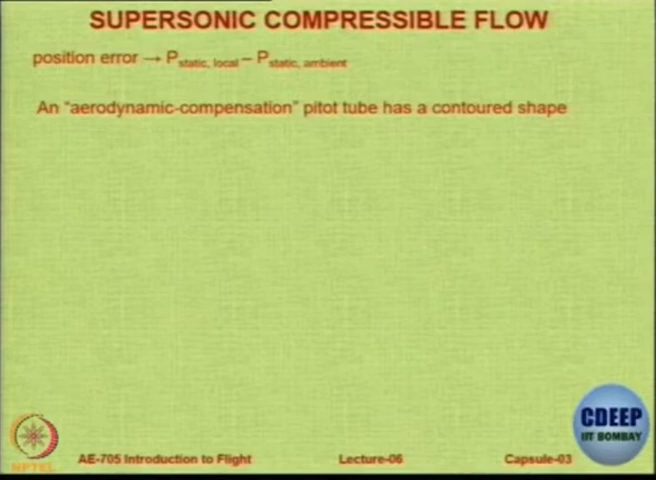 SUPERSONIC COMPRESSIBLE FLOW
position error → P static, local – P static, ambient
An “aerodynamic-compensation” pitot tube has a contoured shape
CDEEP
IIT BOMBAY
NPTEL
AE-705 Introduction to Flight Lecture-06 Capsule-03